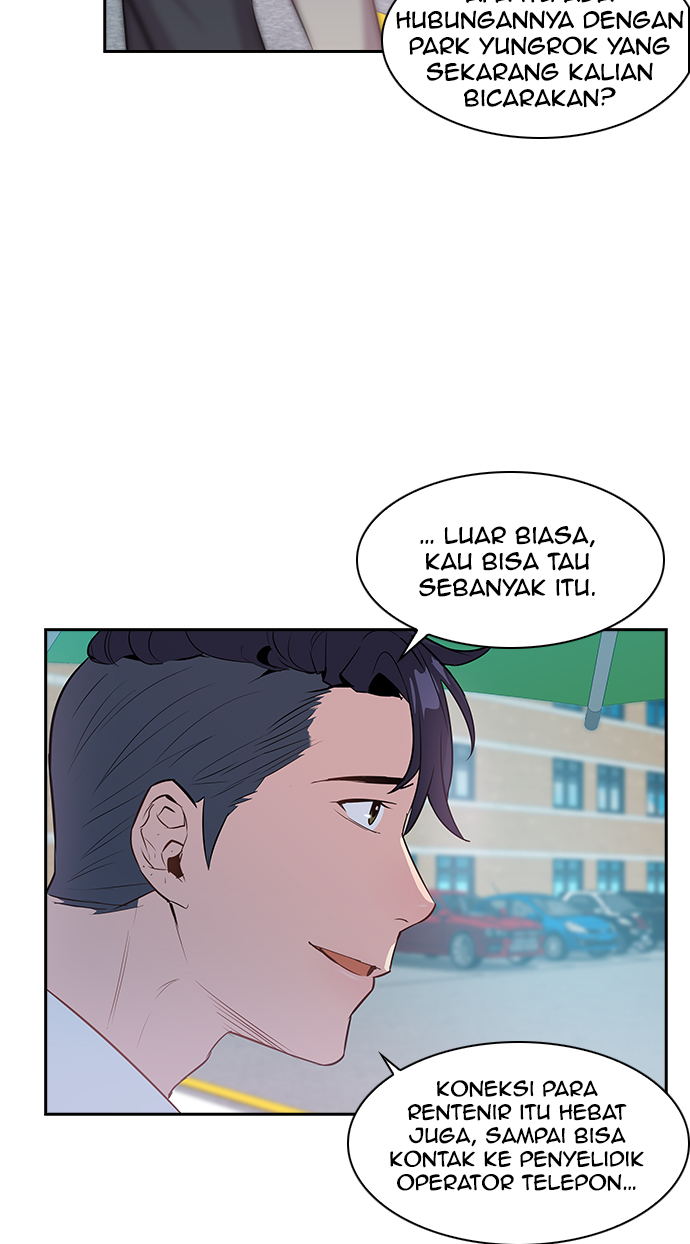 HUBUNGANNYA DENGAN
PARK YUNGROK YANG
SEKARANG KALIAN
BICARAKAN?
... LUAR BIASA,
KAU BISA TAU
SEBANYAK ITU.
KONEKSI PARA
RENTENIR ITU HEBAT
JUGA, SAMPAI BISA
KONTAK KE PENYELIDIK
OPERATOR TELEPON...